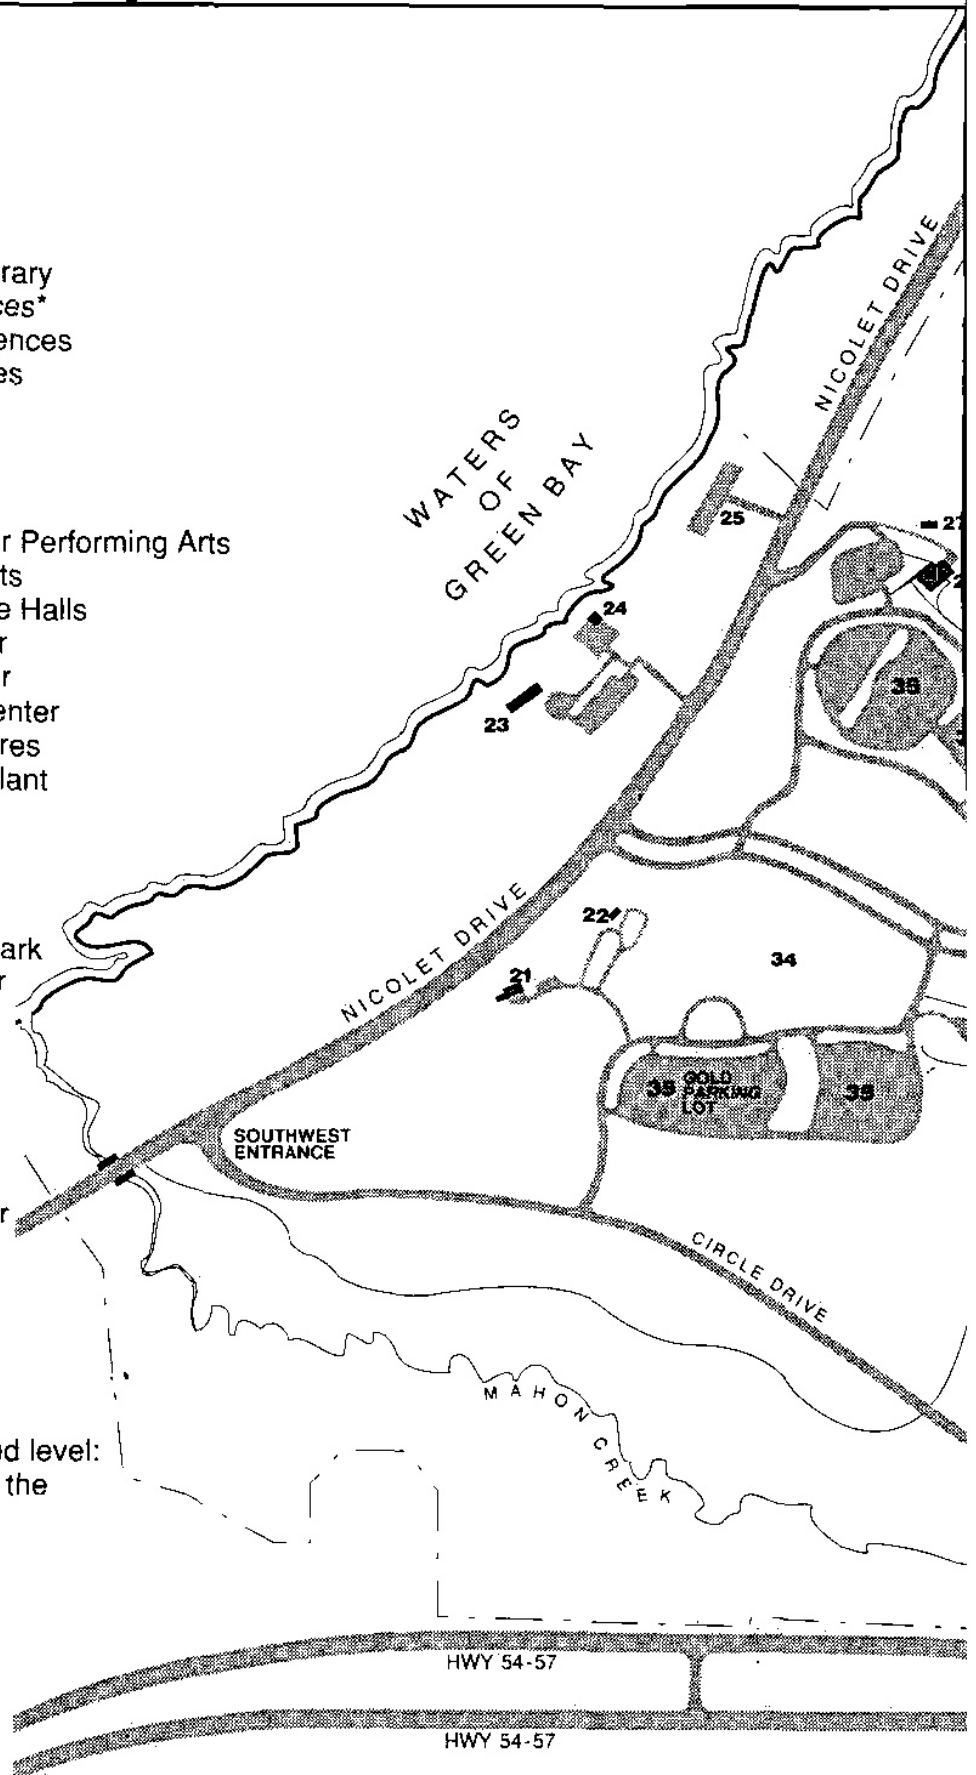 rary
ces*
ences
es
r Performing Arts
ts
e Halls
r
r
enter
res
lant
ark
r
r
ed level:
the
NICOLET DRIVE
WATERS
OF
GREEN BAY
25
27
24
23
35
NICOLET DRIVE
22
21
34
35 GOLD
PARKING
LOT
35
SOUTHWEST
ENTRANCE
CIRCLE DRIVE
MAHON CREEK
HWY 54-57
HWY 54-57